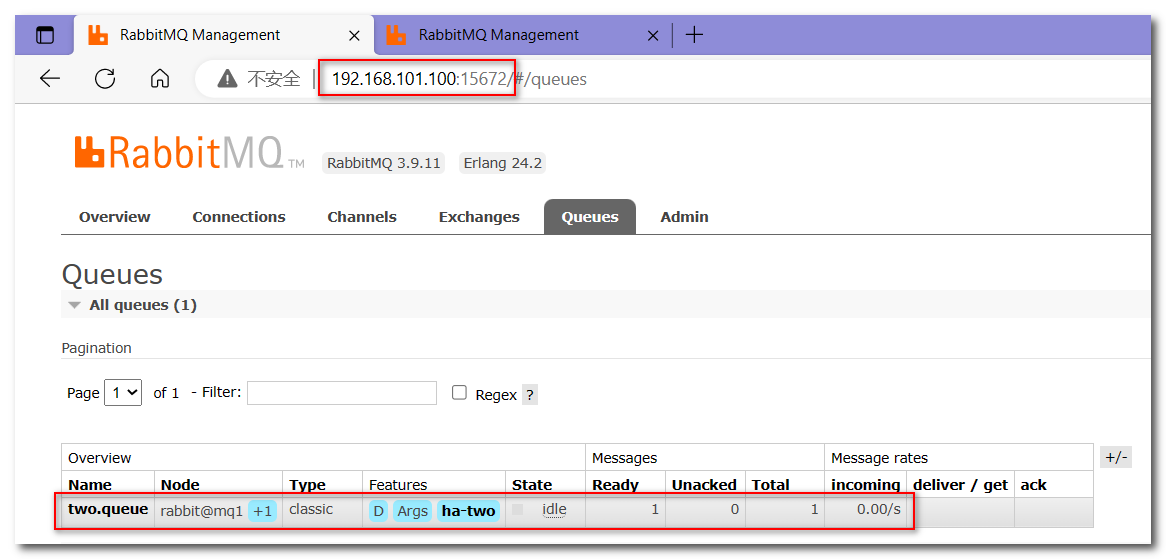 RabbitMQ Management RabbitMQ Management
不安全 192.168.101.100:15672/#/queues
RabbitMQ TM RabbitMQ 3.9.11 Erlang 24.2
Overview Connections Channels Exchanges Queues Admin
Queues
All queues (1)
Pagination
Page 1 of 1 - Filter: Regex ?
Overview Messages Message rates +/-
Name Node Type Features State Ready Unacked Total incoming deliver / get ack
two.queue rabbit@mq1 +1 classic D Args ha-two idle 1 0 1 0.00/s